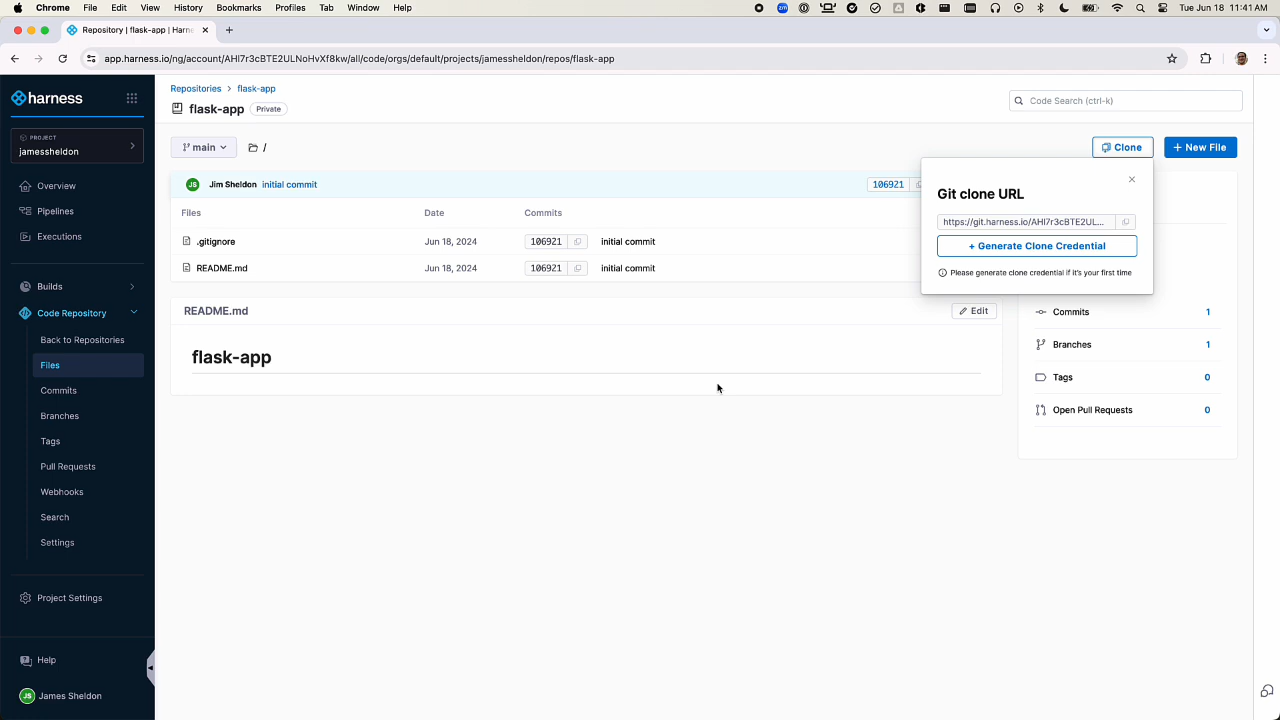 Chrome File Edit View History Bookmarks Profiles Tab Window Help Tue Jun 18 11:41 AM
Repository | flask-app | Harne
app.harness.io/ng/account/AHI7r3cBTE2ULNoHvXf8kw/all/code/orgs/default/projects/jamessheldon/repos/flask-app
harness
PROJECT
jamessheldon
Overview
Pipelines
Executions
Builds
Code Repository
Back to Repositories
Files
Commits
Branches
Tags
Pull Requests
Webhooks
Search
Settings
Project Settings
Help
JS James Sheldon
Repositories > flask-app
flask-app Private
Code Search (ctrl-k)
main /
Clone + New File
JS Jim Sheldon initial commit 106921
Files Date Commits
.gitignore Jun 18, 2024 106921 initial commit
README.md Jun 18, 2024 106921 initial commit
README.md Edit
flask-app
Git clone URL
https://git.harness.io/AHI7r3cBTE2UL...
+ Generate Clone Credential
Please generate clone credential if it's your first time
Commits 1
Branches 1
Tags 0
Open Pull Requests 0